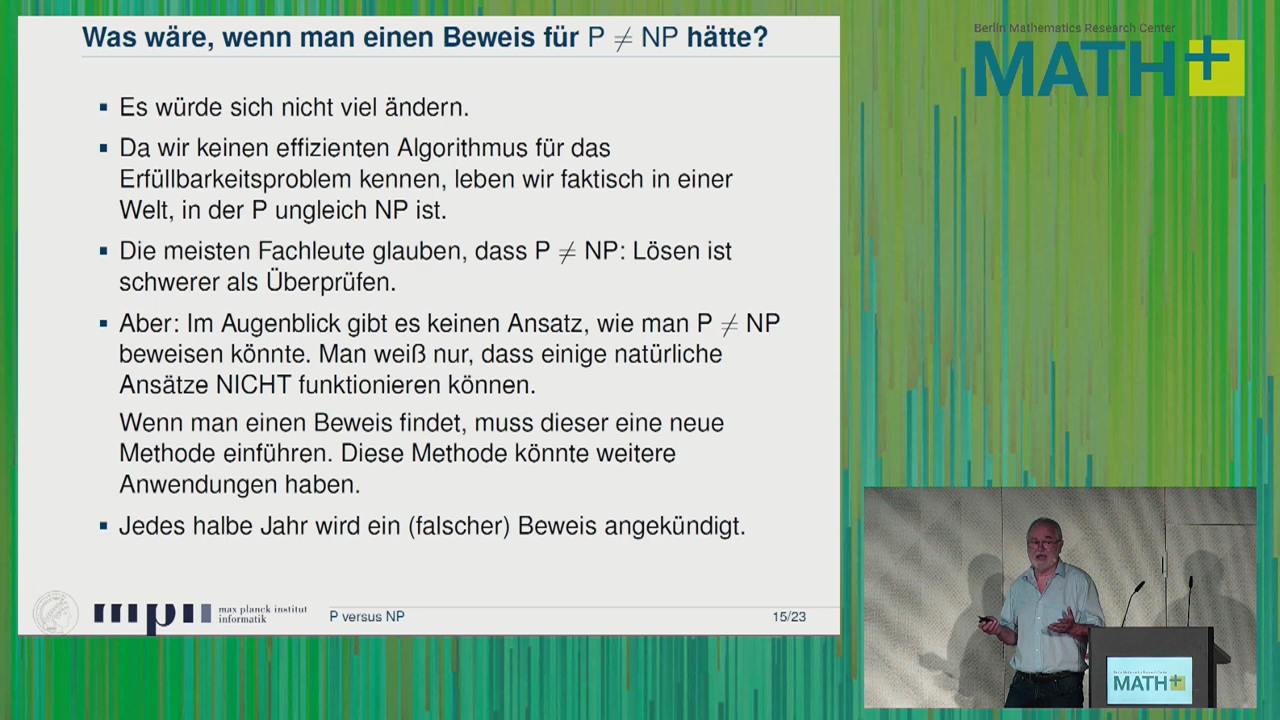 Was wäre, wenn man einen Beweis für P ≠ NP hätte?
▪ Es würde sich nicht viel ändern.
▪ Da wir keinen effizienten Algorithmus für das
Erfüllbarkeitsproblem kennen, leben wir faktisch in einer
Welt, in der P ungleich NP ist.
▪ Die meisten Fachleute glauben, dass P ≠ NP: Lösen ist
schwerer als Überprüfen.
▪ Aber: Im Augenblick gibt es keinen Ansatz, wie man P ≠ NP
beweisen könnte. Man weiß nur, dass einige natürliche
Ansätze NICHT funktionieren können.
Wenn man einen Beweis findet, muss dieser eine neue
Methode einführen. Diese Methode könnte weitere
Anwendungen haben.
▪ Jedes halbe Jahr wird ein (falscher) Beweis angekündigt.
mpii max planck institut
informatik
P versus NP
15/23
Berlin Mathematics Research Center
MATH+
MATH+